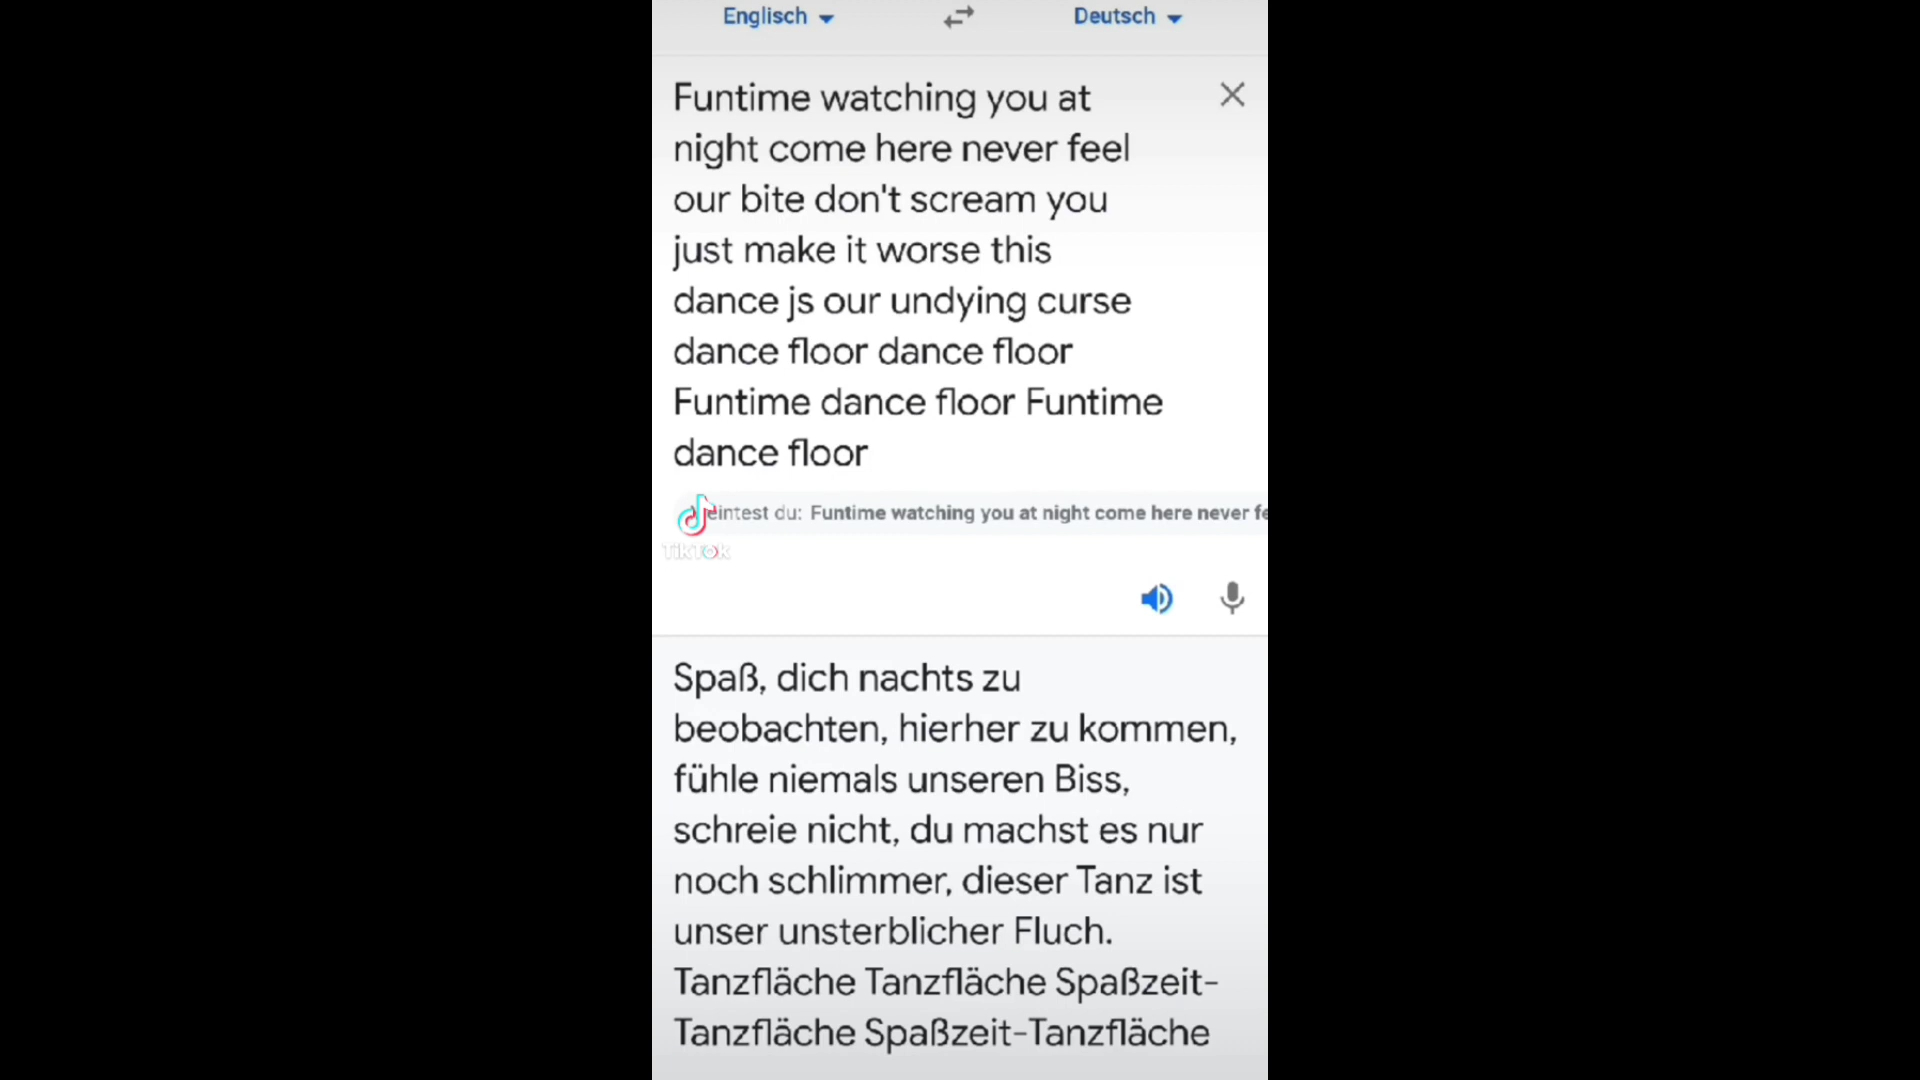 Englisch Deutsch
Funtime watching you at
night come here never feel
our bite don't scream you
just make it worse this
dance js our undying curse
dance floor dance floor
Funtime dance floor Funtime
dance floor
eintest du: Funtime watching you at night come here never fe
TikTok
Spaß, dich nachts zu
beobachten, hierher zu kommen,
fühle niemals unseren Biss,
schreie nicht, du machst es nur
noch schlimmer, dieser Tanz ist
unser unsterblicher Fluch.
Tanzfläche Tanzfläche Spaßzeit-
Tanzfläche Spaßzeit-Tanzfläche